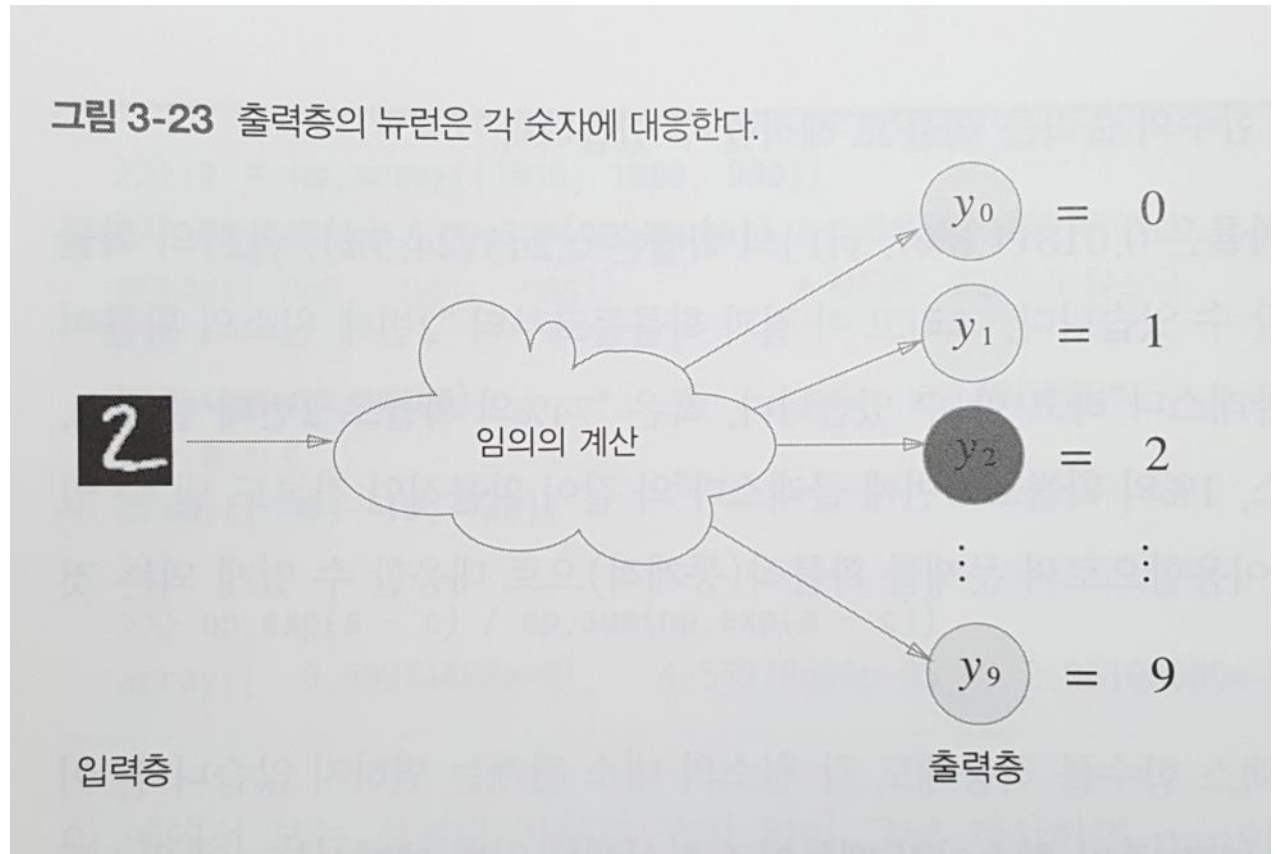 그림 3-23 출력층의 뉴런은 각 숫자에 대응한다.
y0 = 0
y1 = 1
2
임의의 계산
y2 = 2
⋮ ⋮
y9 = 9
입력층
출력층